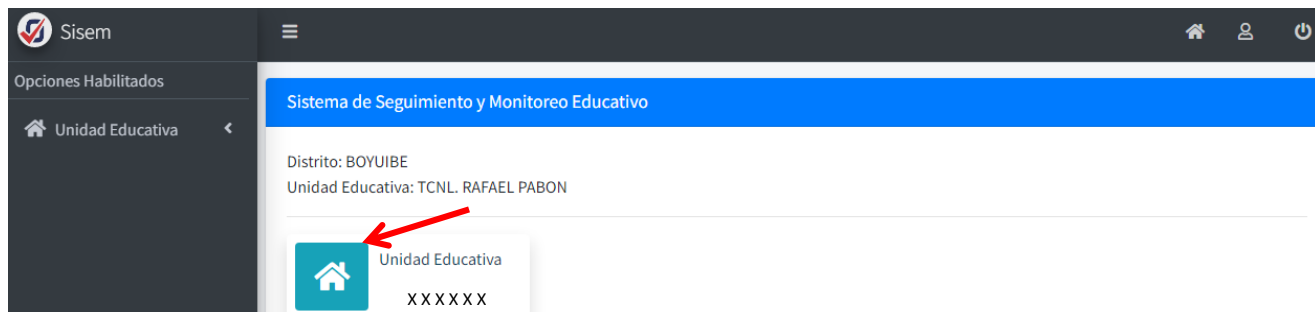 Sisem
Opciones Habilitados
Unidad Educativa
Sistema de Seguimiento y Monitoreo Educativo
Distrito: BOYUIBE
Unidad Educativa: TCNL. RAFAEL PABON
Unidad Educativa
X X X X X X